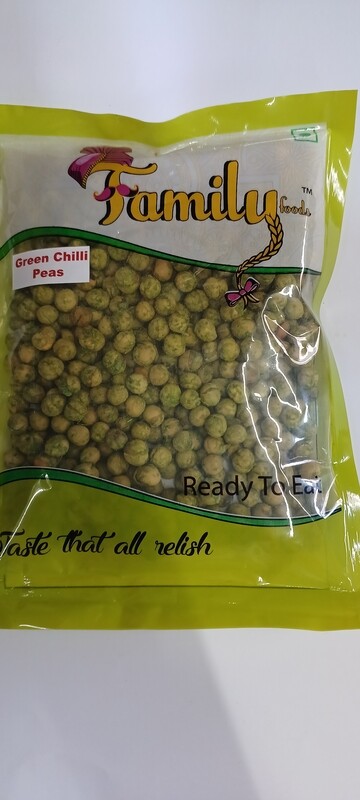 Family foods TM
Green Chilli
Peas
Ready To Eat
Taste that all relish